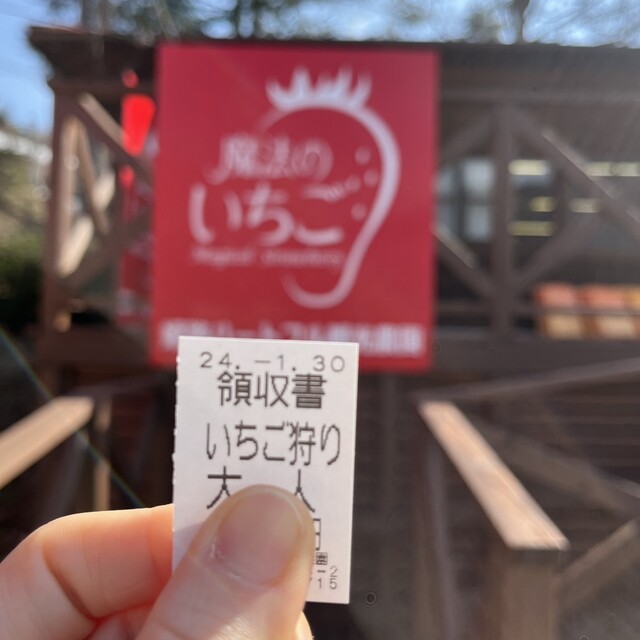 魔法の
いちご
Magical Strawberry
24.-1.30
領収書
いちご狩り
大人
円